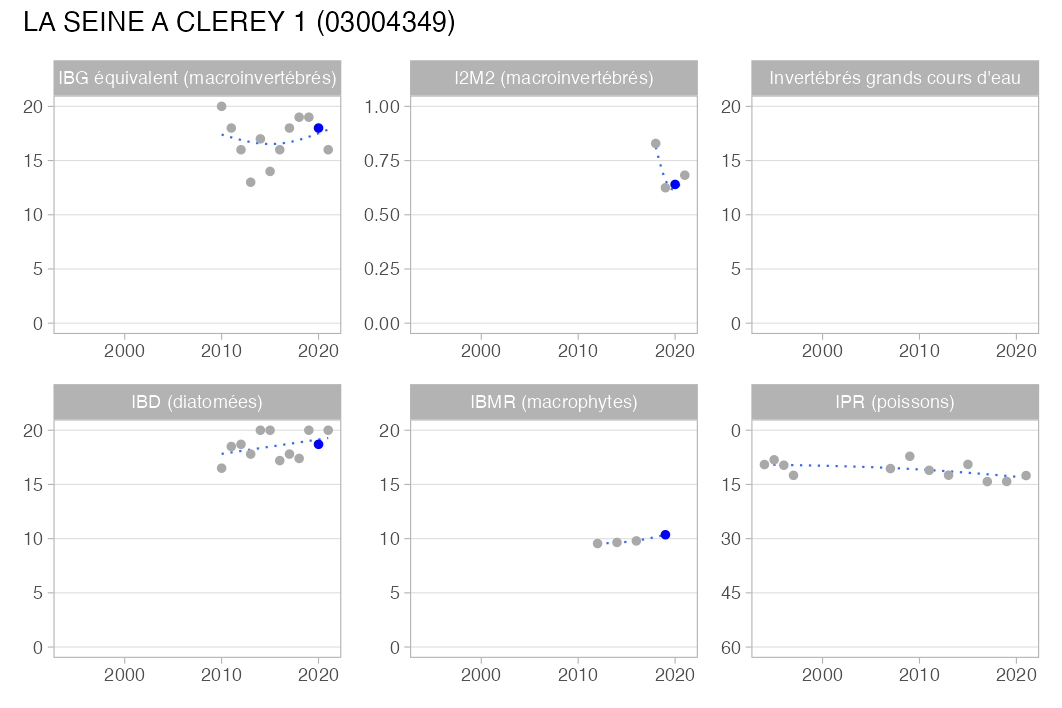 LA SEINE A CLEREY 1 (03004349)
IBG équivalent (macroinvertébrés)
I2M2 (macroinvertébrés)
Invertébrés grands cours d'eau
20
15
10
5
0
1.00
0.75
0.50
0.25
0.00
20
15
10
5
0
2000 2010 2020
2000 2010 2020
2000 2010 2020
IBD (diatomées)
IBMR (macrophytes)
IPR (poissons)
20
15
10
5
0
20
15
10
5
0
0
15
30
45
60
2000 2010 2020
2000 2010 2020
2000 2010 2020